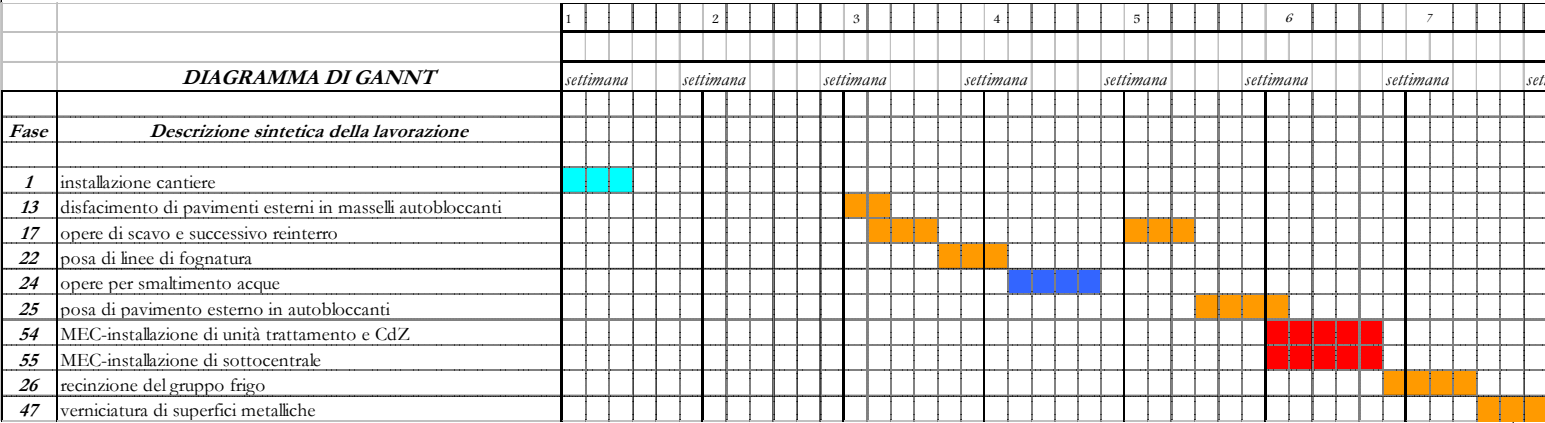 1 2 3 4 5 6 7
DIAGRAMMA DI GANNT settimana settimana settimana settimana settimana settimana settimana
Fase Descrizione sintetica della lavorazione
1 installazione cantiere
13 disfacimento di pavimenti esterni in masselli autobloccanti
17 opere di scavo e successivo reinterro
22 posa di linee di fognatura
24 opere per smaltimento acque
25 posa di pavimento esterno in autobloccanti
54 MEC-installazione di unità trattamento e CdZ
55 MEC-installazione di sottocentrale
26 recinzione del gruppo frigo
47 verniciatura di superfici metalliche